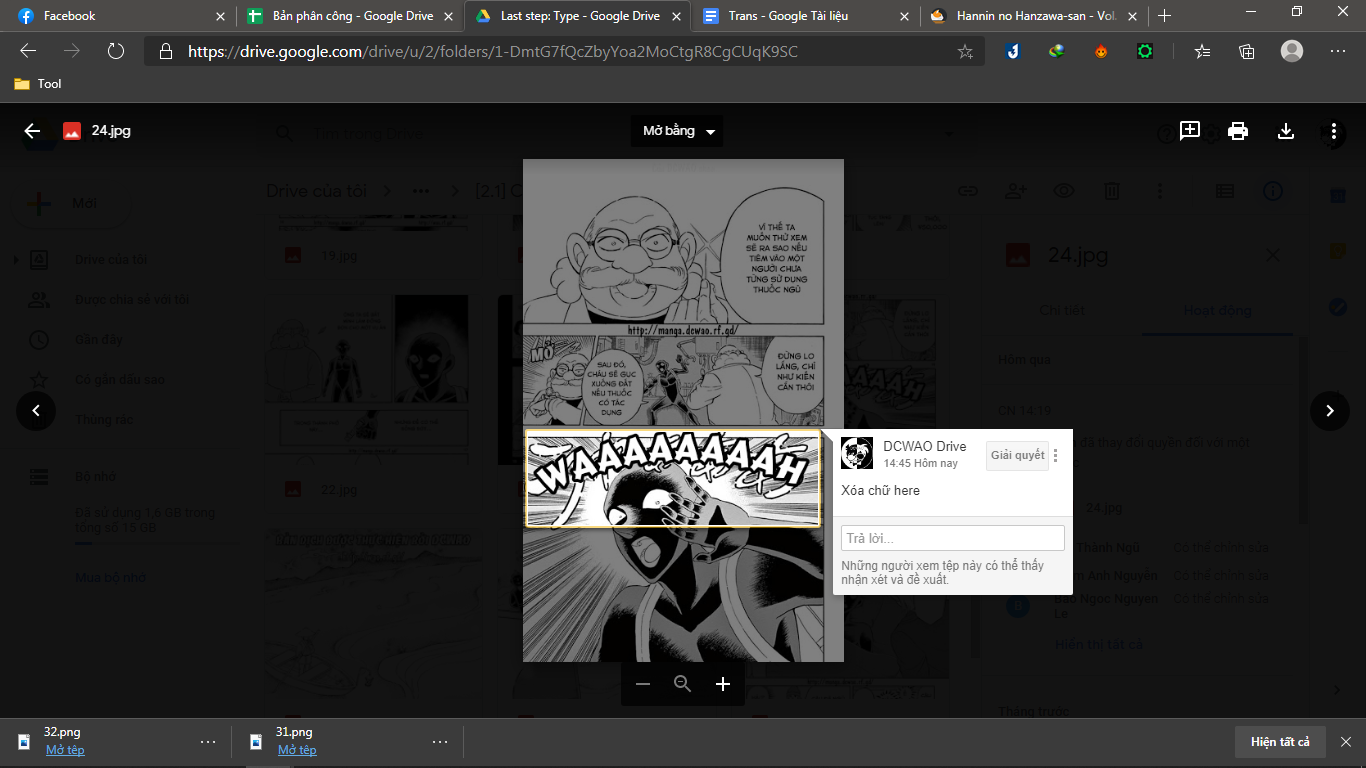 Facebook
Bản phân công - Google Drive
Last step: Type - Google Drive
Trans - Google Tài liệu
Hannin no Hanzawa-san - Vol.
https://drive.google.com/drive/u/2/folders/1-DmtG7fQcZbyYoa2MoCtgR8CgCUqK9SC
Tool
24.jpg
Mở bằng
Drive của tôi
•••
[2.1] C
Mới
19.jpg
24.jpg
Drive của tôi
Được chia sẻ với tôi
Gần đây
Có gắn dấu sao
Thùng rác
Bộ nhớ
Đã sử dụng 1,6 GB trong
tổng số 15 GB
Mua bộ nhớ
22.jpg
Chi tiết
Hoạt động
Hôm qua
CN 14:19
đã thay đổi quyền đối với một
24.jpg
Thành Ngũ
Có thể chỉnh sửa
Anh Nguyên
Có thể chỉnh sửa
Bảo Ngọc Nguyen
Le
Có thể chỉnh sửa
Hiển thị tất cả
Tháng trước
VÌ THẾ TA
MUỐN THỬ XEM
SẼ RA SAO NẾU
TIÊM VÀO MỘT
NGƯỜI CHƯA
TỪNG SỬ DỤNG
THUỐC NGỦ
http://manga.dcwao.rf.gd/
MỞ
SAU ĐÓ,
CHÁU SẼ GỤC
XUỐNG ĐẤT
NẾU THUỐC
CÓ TÁC
DỤNG
ĐỪNG LO
LẮNG, CHỈ
NHƯ KIẾN
CẮN THÔI
WAAAAAAAAH
DCWAO Drive
14:45 Hôm nay
Giải quyết
Xóa chữ here
Trả lời...
Những người xem tệp này có thể thấy
nhận xét và đề xuất.
32.png
Mở tệp
31.png
Mở tệp
Hiện tất cả